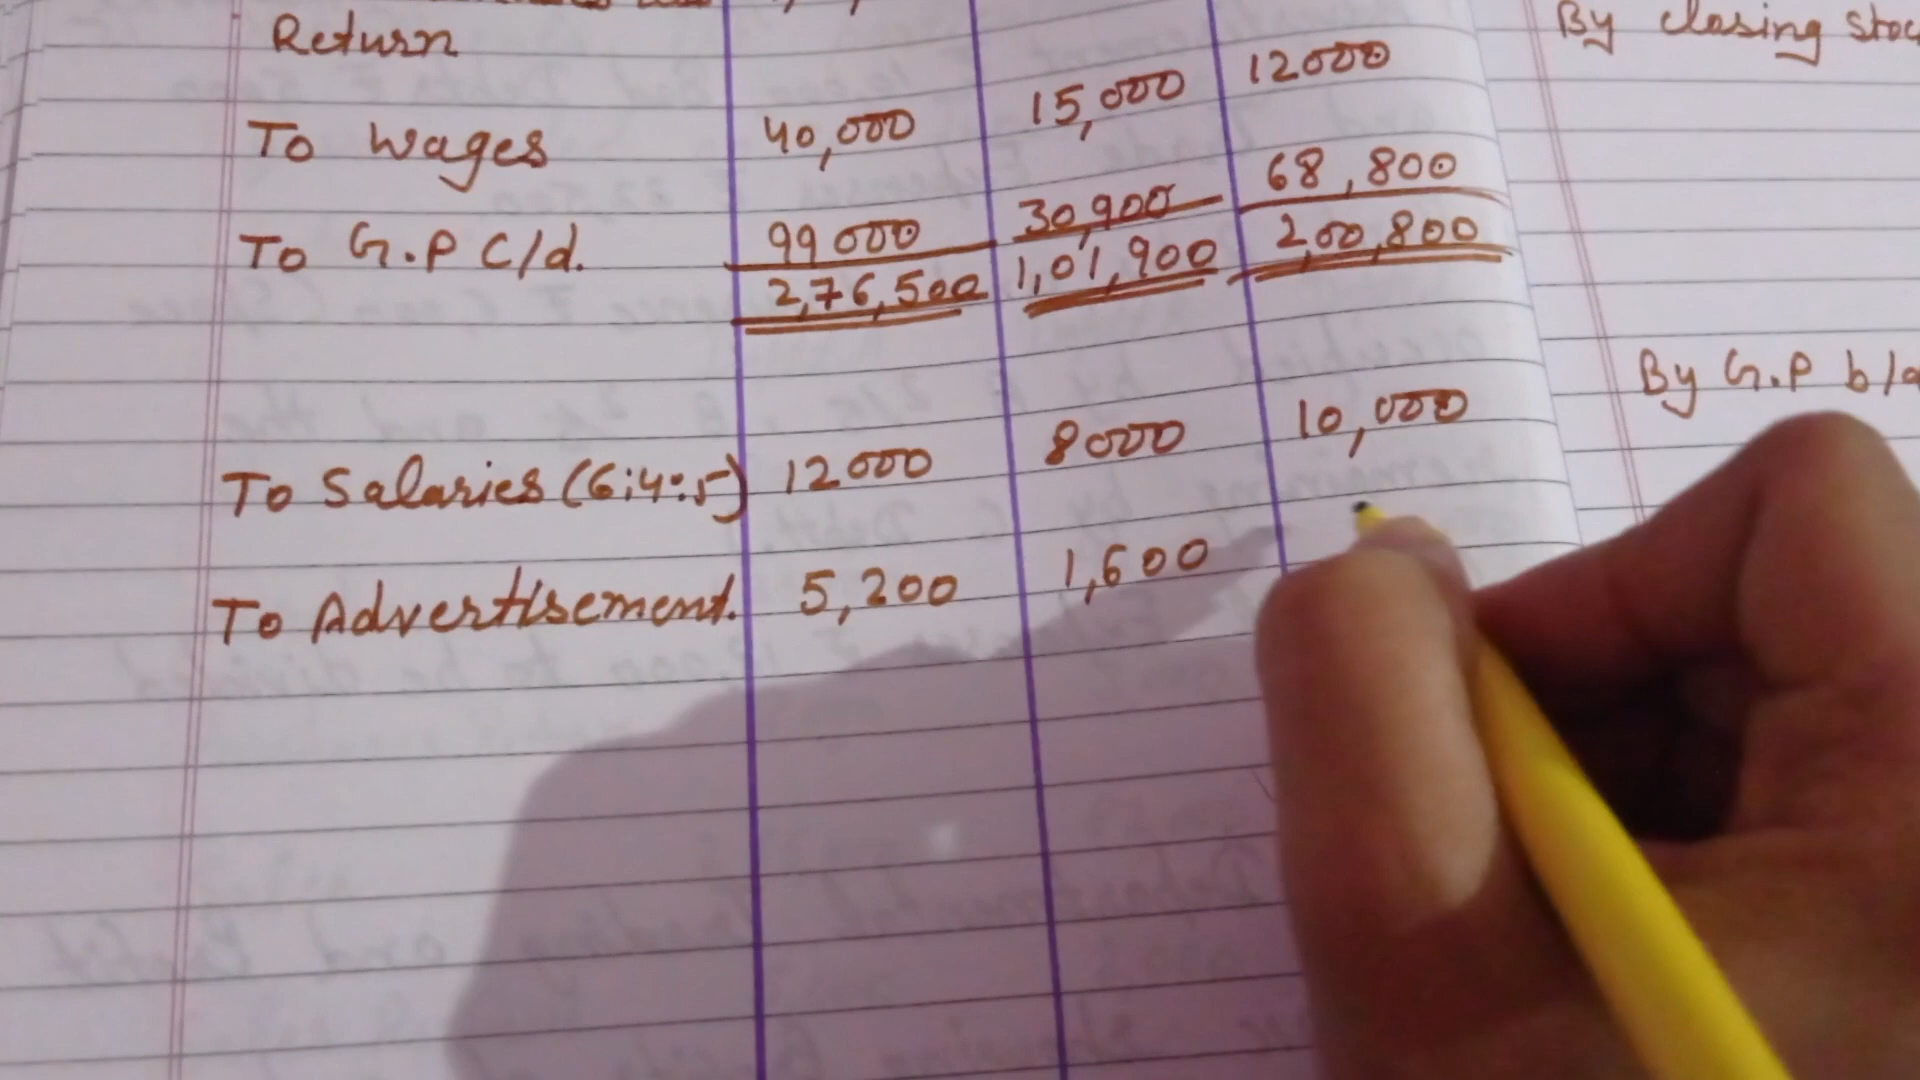 Return
By closing
To Wages 40,000 15,000 12000
To G.P C/d. 99000 30,900 68,800
2,76,500 1,01,900 2,00,800
By G.P b/d
To Salaries (6:4:5) 12000 8000 10,000
To Advertisement. 5,200 1,600